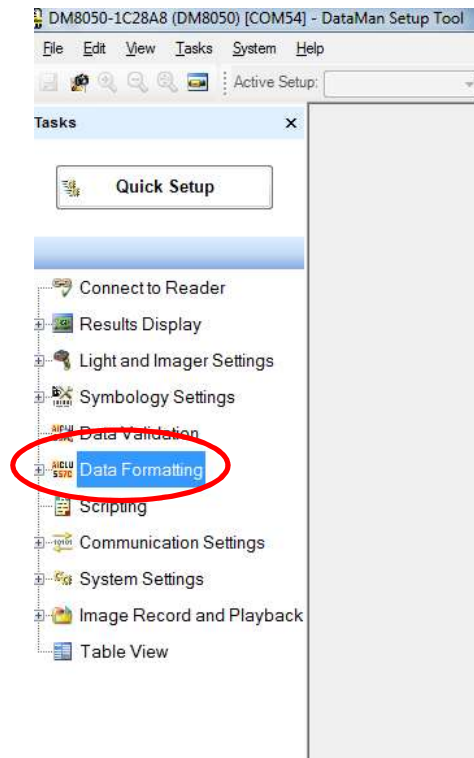 DM8050-1C28A8 (DM8050) [COM54] - DataMan Setup Tool
File Edit View Tasks System Help
Active Setup:
Tasks
Quick Setup
Connect to Reader
Results Display
Light and Imager Settings
Symbology Settings
Data Validation
Data Formatting
Scripting
Communication Settings
System Settings
Image Record and Playback
Table View